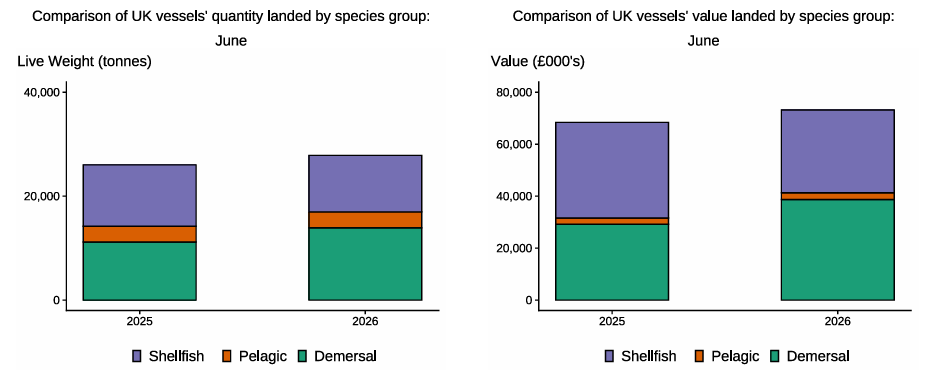 Comparison of UK vessels' quantity landed by species group:
June
Live Weight (tonnes)
40,000
20,000
0
2025
2026
Shellfish
Pelagic
Demersal
Comparison of UK vessels' value landed by species group:
June
Value (£000's)
80,000
60,000
40,000
20,000
0
2025
2026
Shellfish
Pelagic
Demersal